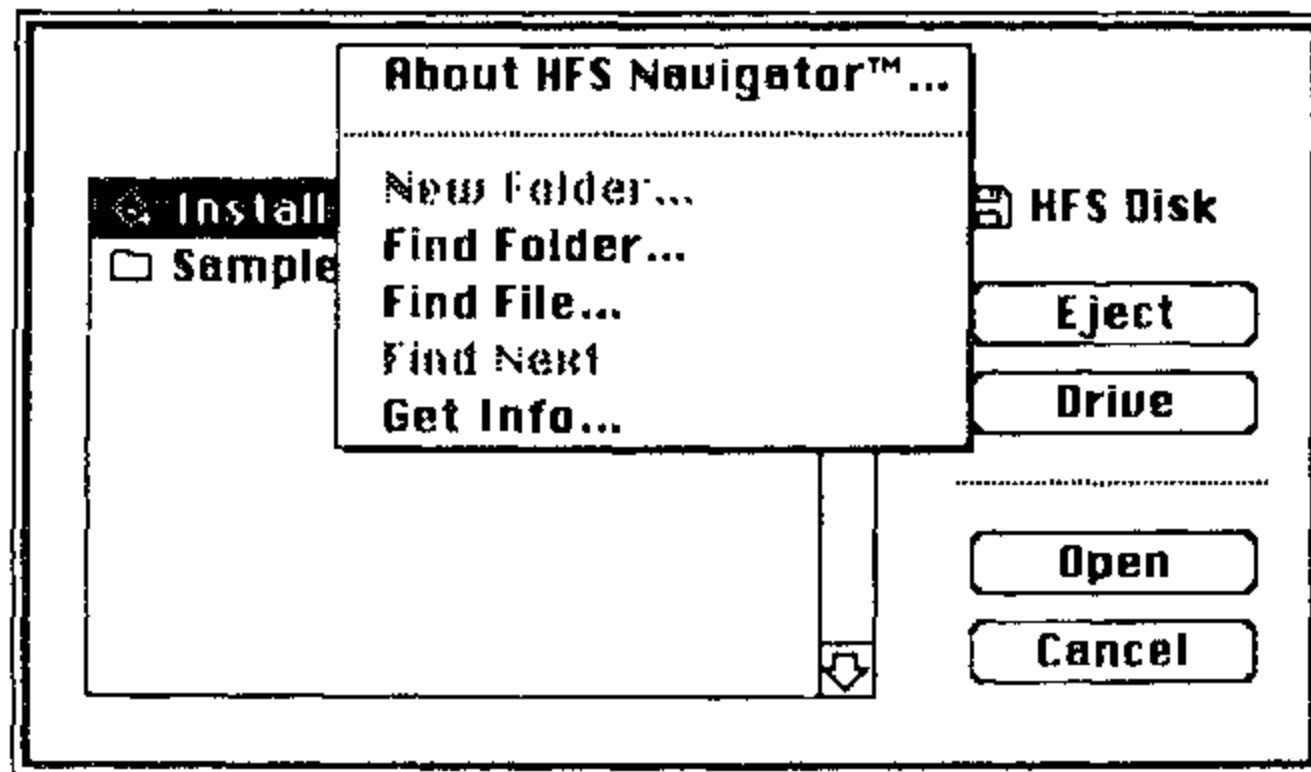 About HFS Navigator™...
New Folder...
Find Folder...
Find File...
Find Next
Get Info...
Install
Sample
HFS Disk
Eject
Drive
Open
Cancel